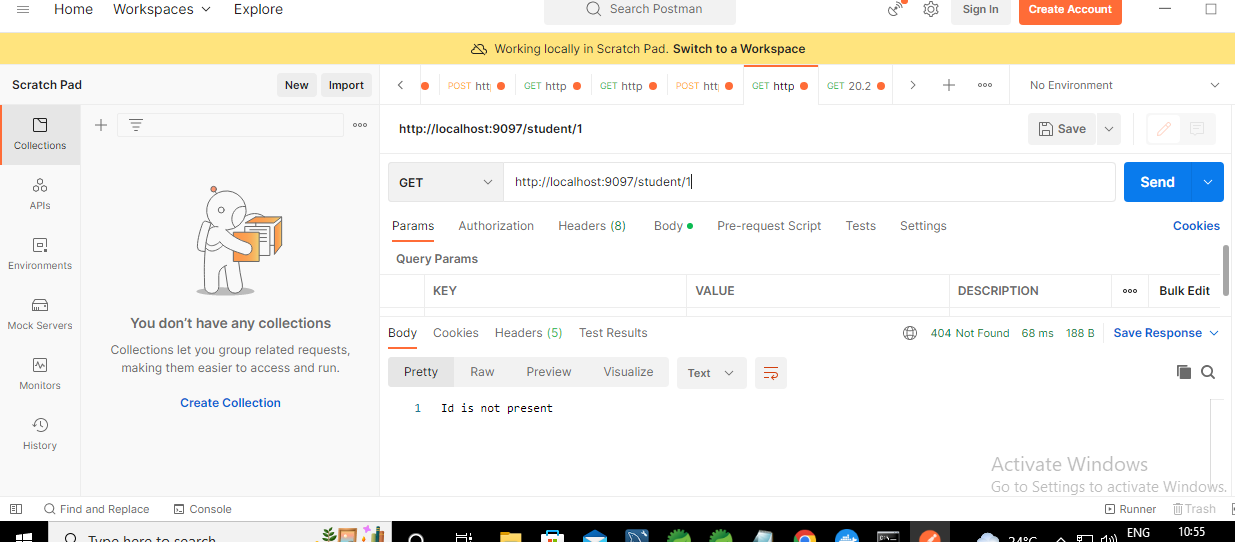 Home Workspaces Explore Search Postman Sign In Create Account
Working locally in Scratch Pad. Switch to a Workspace
Scratch Pad New Import
POST GET http GET http POST GET http GET 20.2 No Environment
Collections
APIs
Environments
Mock Servers
Monitors
History
You don't have any collections
Collections let you group related requests,
making them easier to access and run.
Create Collection
http://localhost:9097/student/1 Save
GET http://localhost:9097/student/1 Send
Params Authorization Headers (8) Body Pre-request Script Tests Settings Cookies
Query Params
KEY VALUE DESCRIPTION Bulk Edit
Body Cookies Headers (5) Test Results 404 Not Found 68 ms 188 B Save Response
Pretty Raw Preview Visualize Text
1 Id is not present
Activate Windows
Go to Settings to activate Windows.
Find and Replace Console Runner Trash
Type here to search 24°C ENG 10:55